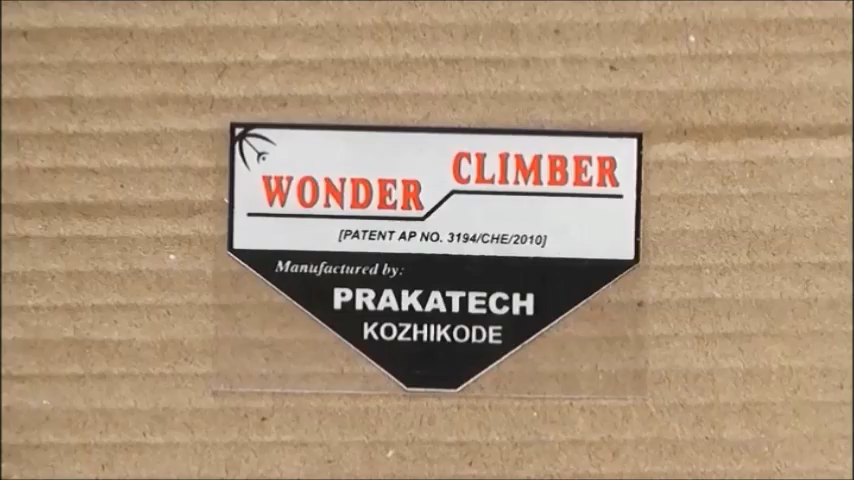 WONDER CLIMBER
[PATENT AP NO. 3194/CHE/2010]
Manufactured by:
PRAKATECH
KOZHIKODE